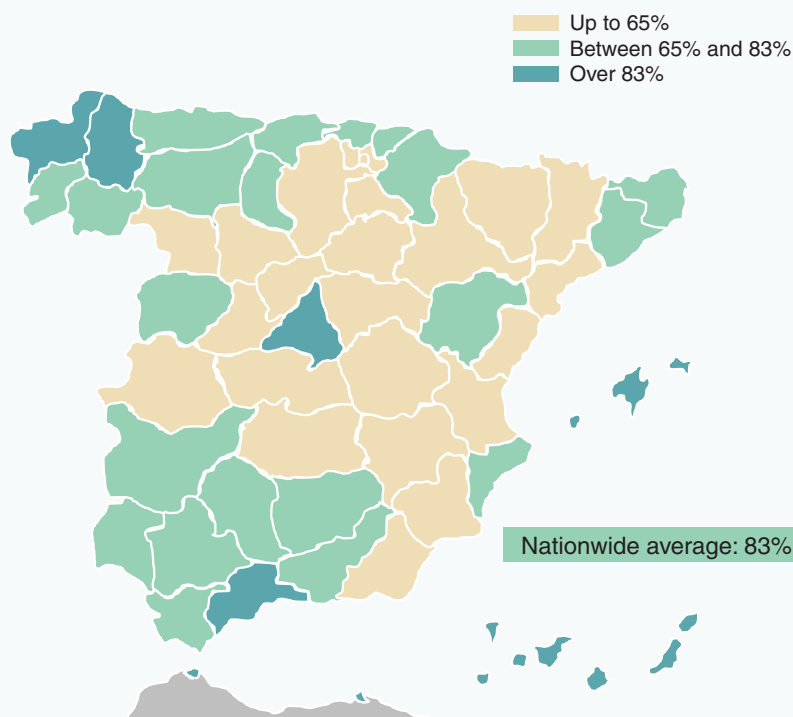 Up to 65%
Between 65% and 83%
Over 83%
Nationwide average: 83%